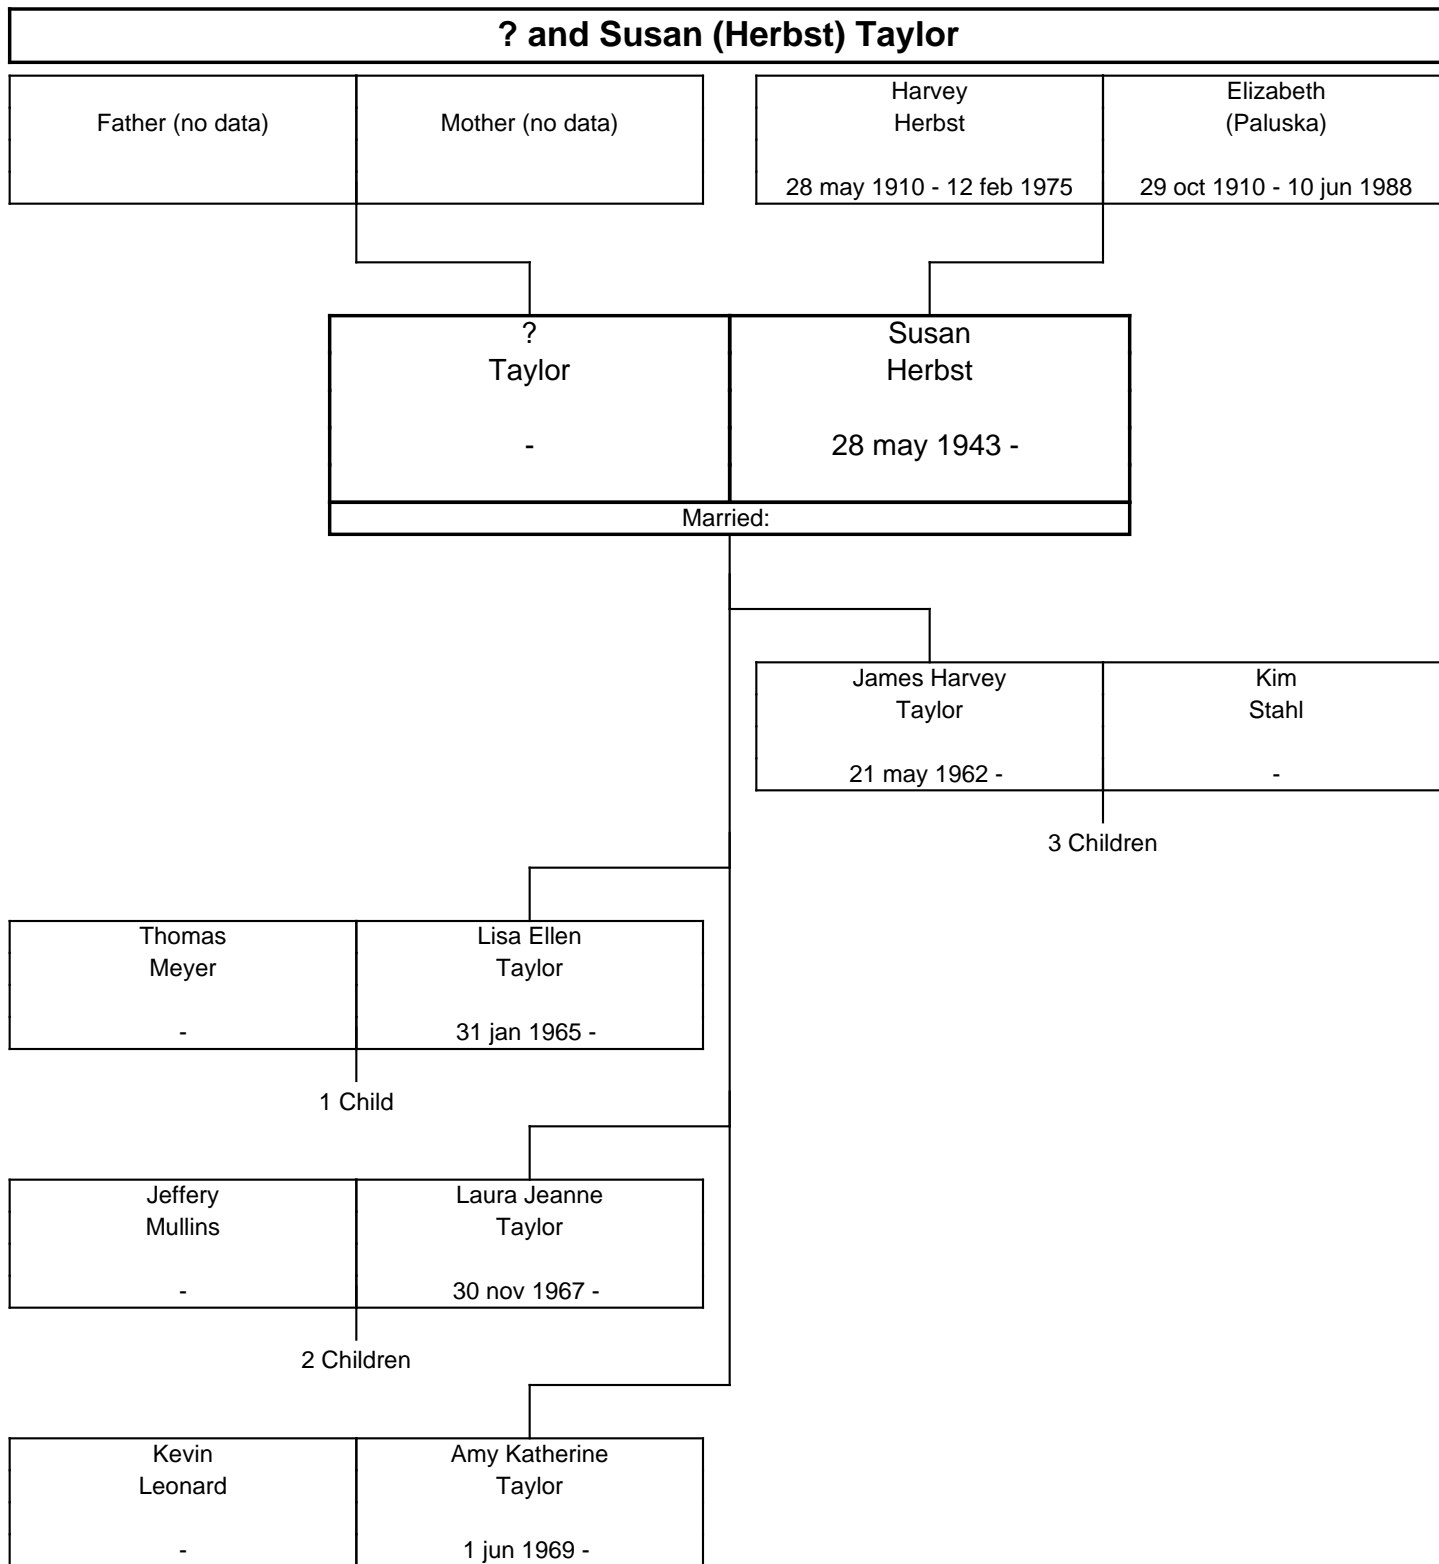 ? and Susan (Herbst) Taylor
Father (no data)
Mother (no data)
Harvey
Herbst
28 may 1910 - 12 feb 1975
Elizabeth
(Paluska)
29 oct 1910 - 10 jun 1988
?
Taylor
-
Susan
Herbst
28 may 1943 -
Married:
James Harvey
Taylor
21 may 1962 -
Kim
Stahl
-
3 Children
Thomas
Meyer
-
Lisa Ellen
Taylor
31 jan 1965 -
1 Child
Jeffery
Mullins
-
Laura Jeanne
Taylor
30 nov 1967 -
2 Children
Kevin
Leonard
-
Amy Katherine
Taylor
1 jun 1969 -